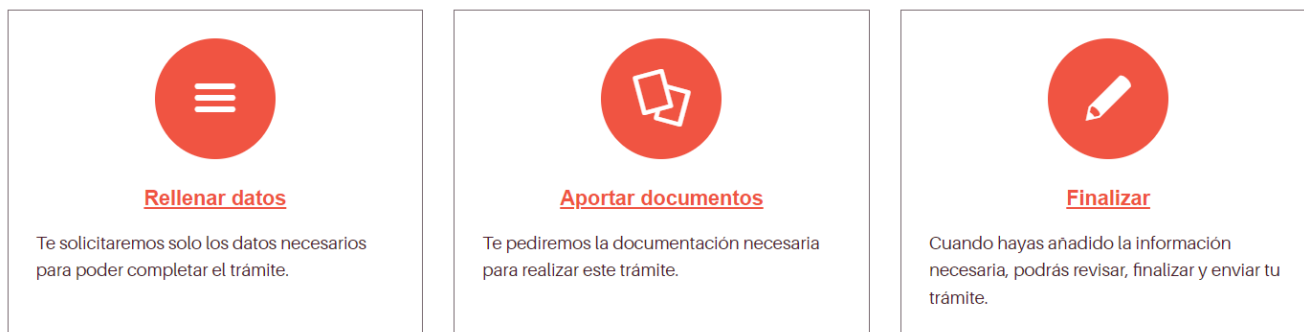 Rellenar datos
Te solicitaremos solo los datos necesarios
para poder completar el trámite.
Aportar documentos
Te pediremos la documentación necesaria
para realizar este trámite.
Finalizar
Cuando hayas añadido la información
necesaria, podrás revisar, finalizar y enviar tu
trámite.